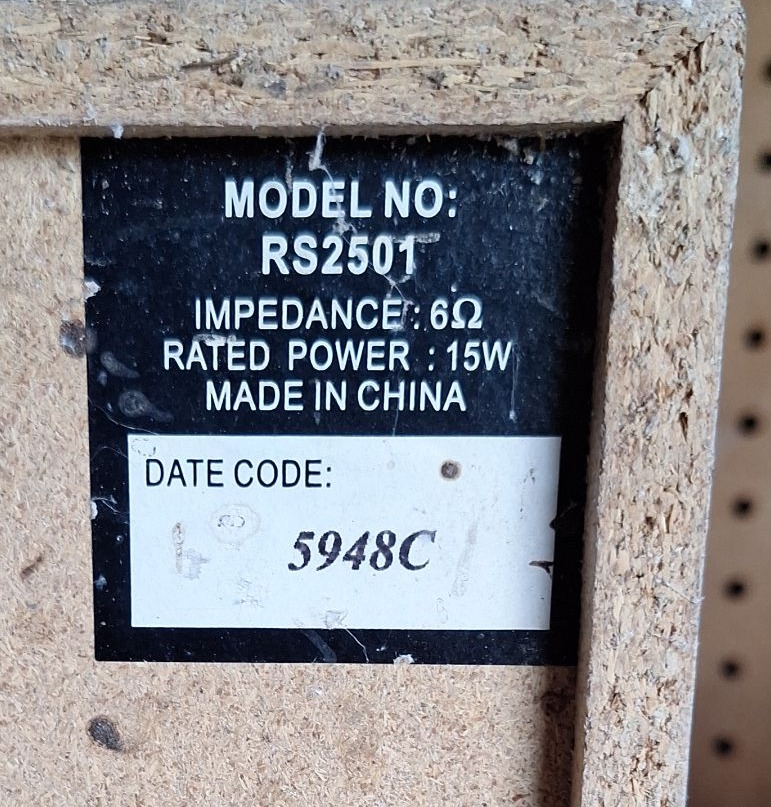 MODEL NO:
RS2501
IMPEDANCE : 6Ω
RATED POWER : 15W
MADE IN CHINA
DATE CODE:
5948C